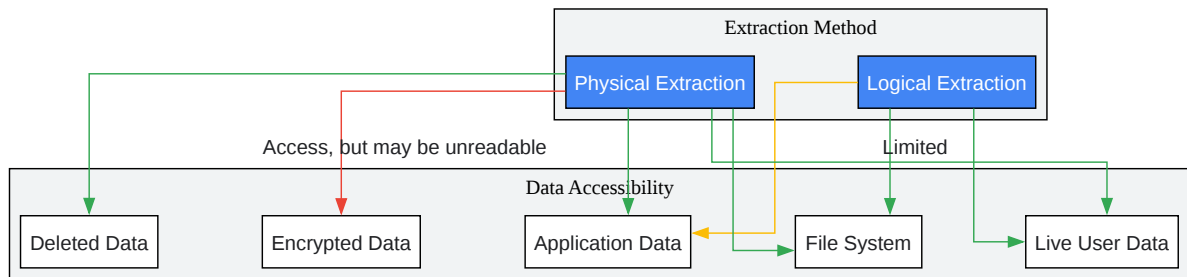 Extraction Method
Physical Extraction
Logical Extraction
Access, but may be unreadable
Limited
Data Accessibility
Deleted Data
Encrypted Data
Application Data
File System
Live User Data